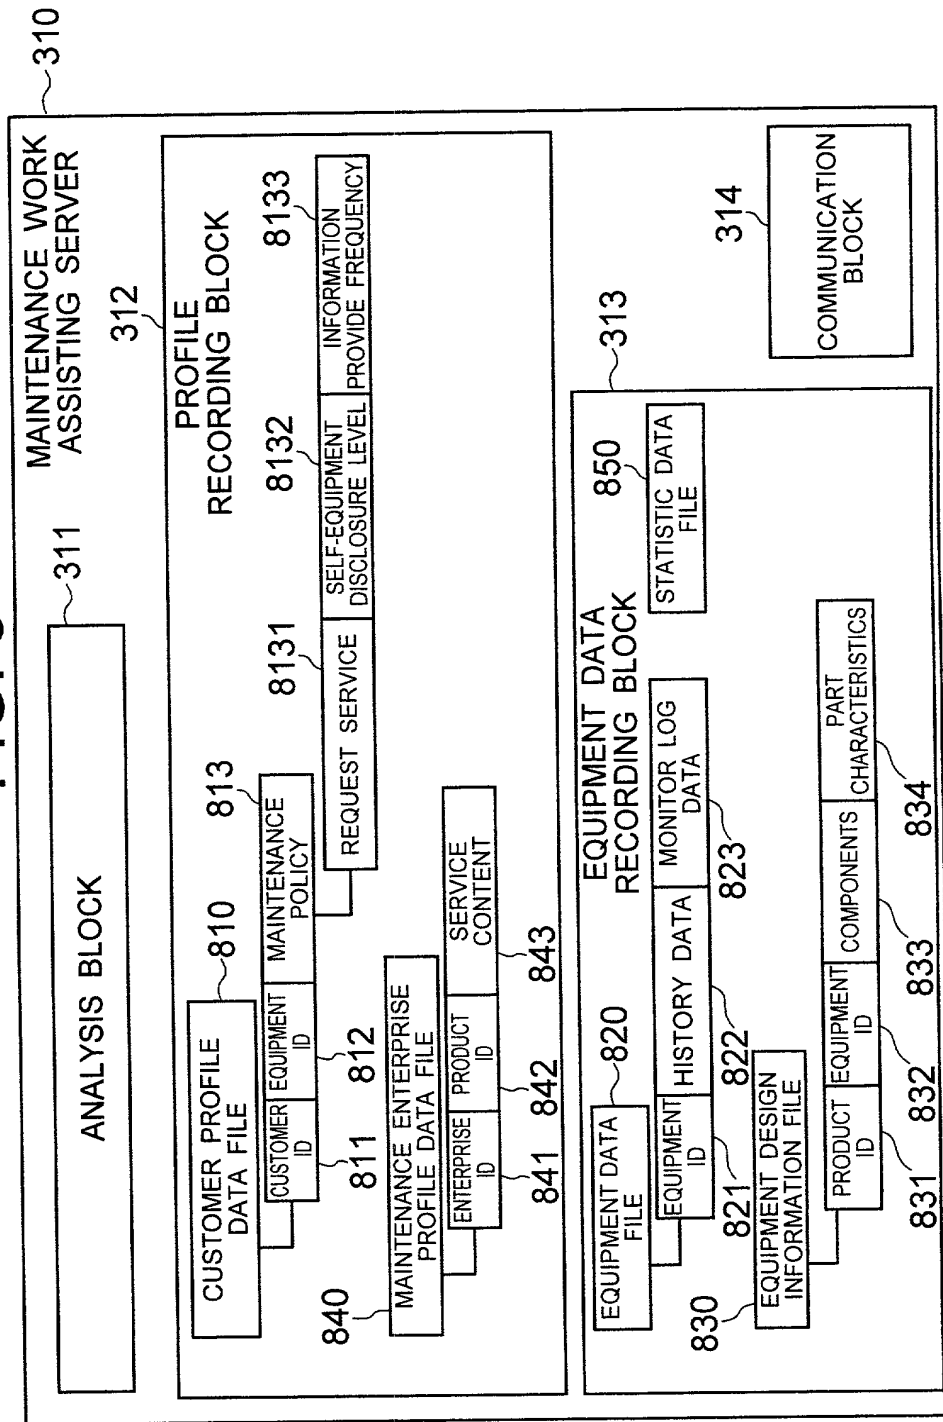 MAINTENANCE WORK
ASSISTING SERVER
310
311
ANALYSIS BLOCK
312
PROFILE
RECORDING BLOCK
CUSTOMER PROFILE
DATA FILE
810
CUSTOMER
ID
EQUIPMENT
ID
MAINTENANCE
POLICY
811
812
813
REQUEST SERVICE
SELF-EQUIPMENT
DISCLOSURE LEVEL
INFORMATION
PROVIDE FREQUENCY
8131
8132
8133
840
MAINTENANCE ENTERPRISE
PROFILE DATA FILE
ENTERPRISE
ID
PRODUCT
ID
SERVICE
CONTENT
841
842
843
313
EQUIPMENT DATA
RECORDING BLOCK
EQUIPMENT DATA
FILE
820
EQUIPMENT
ID
HISTORY DATA
MONITOR LOG
DATA
821
822
823
850
STATISTIC DATA
FILE
830
EQUIPMENT DESIGN
INFORMATION FILE
PRODUCT
ID
EQUIPMENT
ID
COMPONENTS
PART
CHARACTERISTICS
831
832
833
834
314
COMMUNICATION
BLOCK